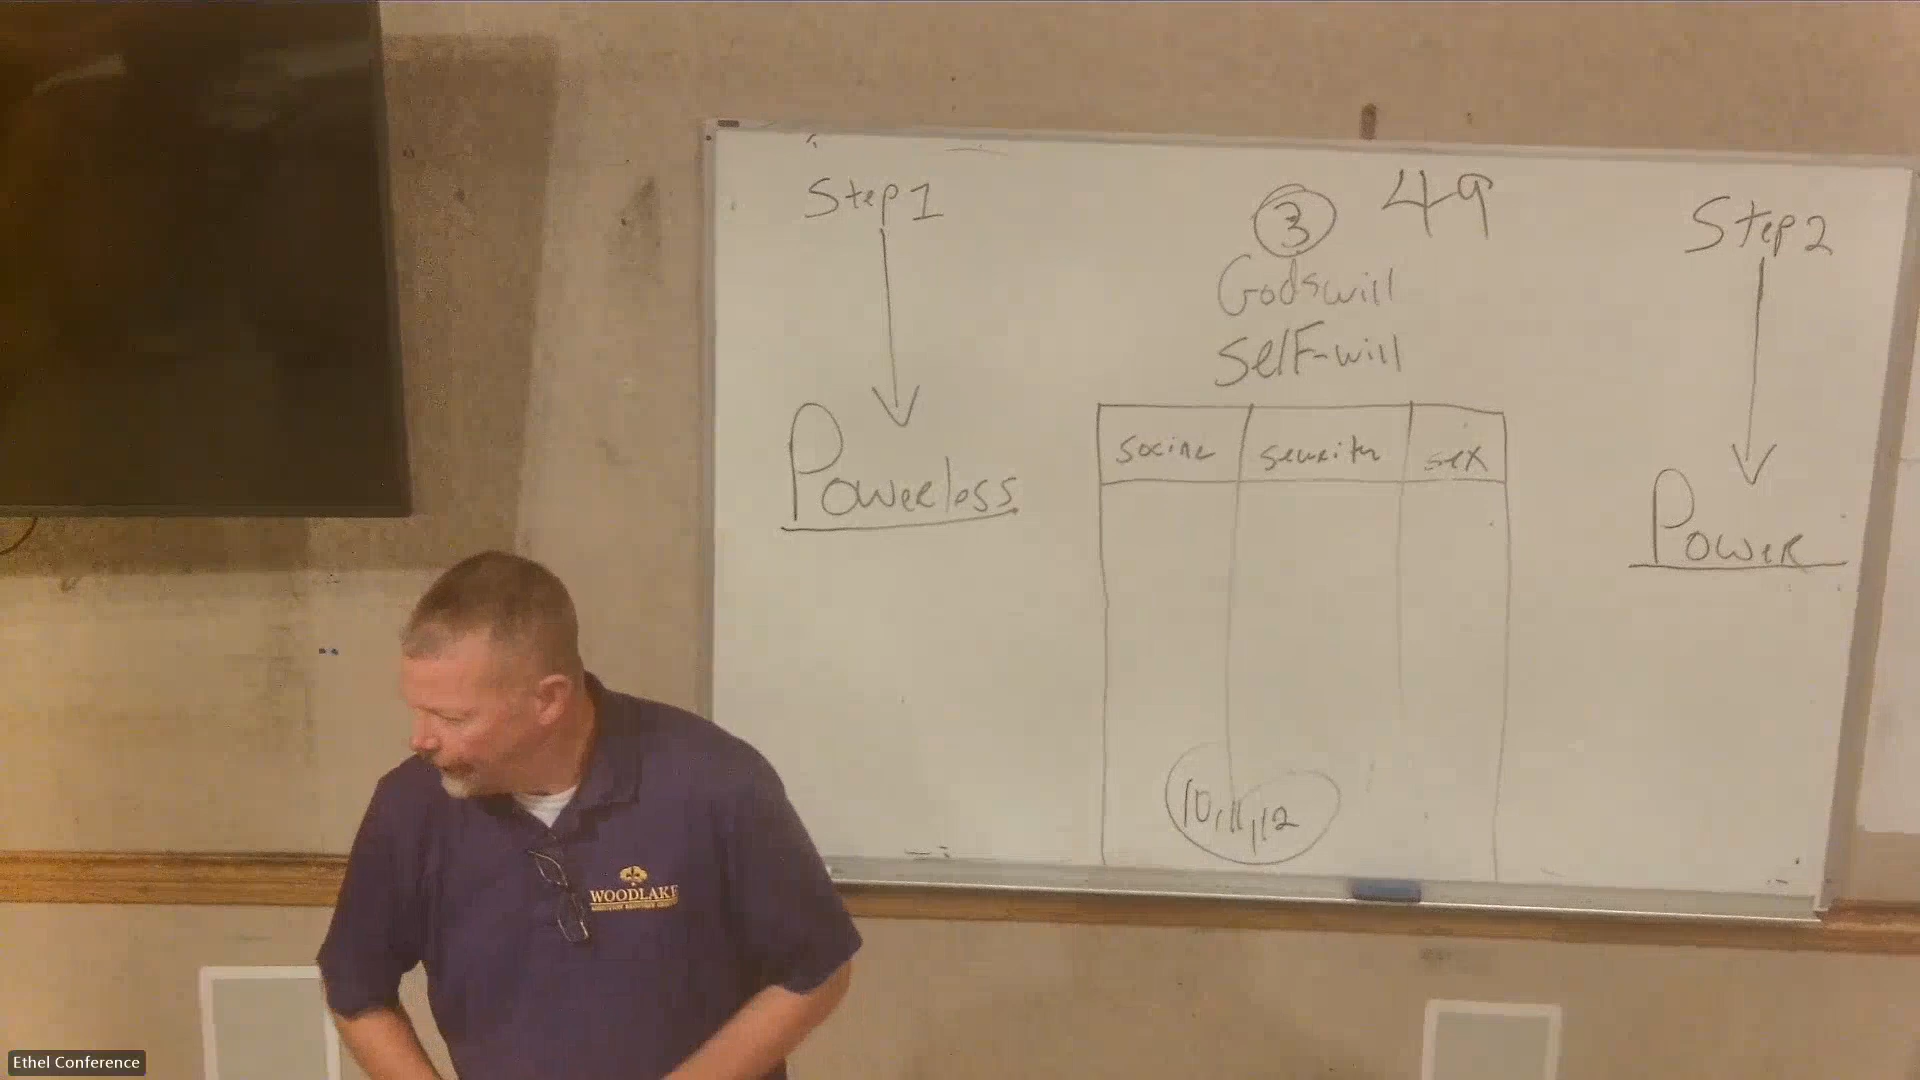 Step 1
3 49
Step 2
Godswill
Self-will
Powerless
social security sex
Power
10,11,12
WOODLAKE
Ethel Conference